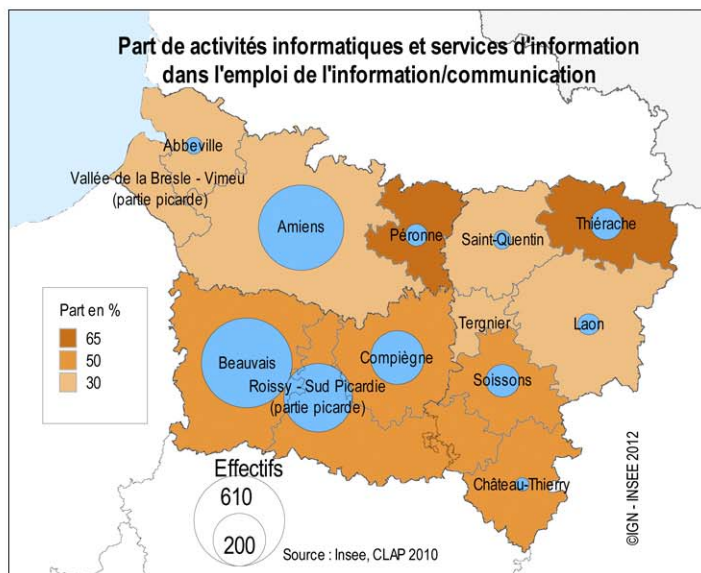 Part de activités informatiques et services d'information
dans l'emploi de l'information/communication
Abbeville
Vallée de la Bresle - Vimeu
(partie picarde)
Amiens
Péronne
Saint-Quentin
Thiérache
Part en %
65
50
30
Tergnier
Laon
Beauvais
Compiègne
Roissy - Sud Picardie
(partie picarde)
Soissons
Château-Thierry
Effectifs
610
200
Source : Insee, CLAP 2010
©IGN - INSEE 2012